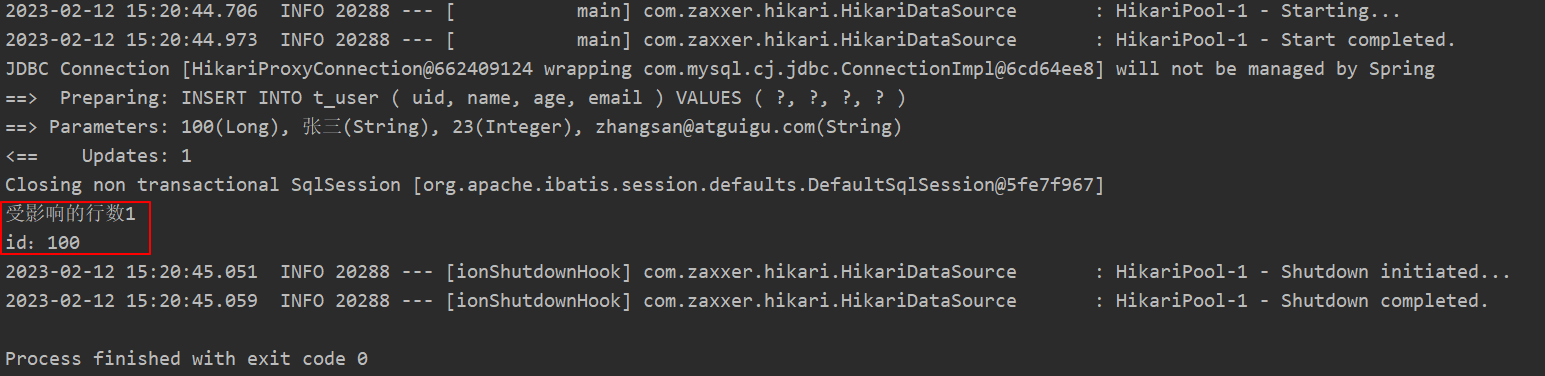 2023-02-12 15:20:44.706  INFO 20288 --- [           main] com.zaxxer.hikari.HikariDataSource       : HikariPool-1 - Starting...
2023-02-12 15:20:44.973  INFO 20288 --- [           main] com.zaxxer.hikari.HikariDataSource       : HikariPool-1 - Start completed.
JDBC Connection [HikariProxyConnection@662409124 wrapping com.mysql.cj.jdbc.ConnectionImpl@6cd64ee8] will not be managed by Spring
==>  Preparing: INSERT INTO t_user ( uid, name, age, email ) VALUES ( ?, ?, ?, ? )
==> Parameters: 100(Long), 张三(String), 23(Integer), zhangsan@atguigu.com(String)
<==    Updates: 1
Closing non transactional SqlSession [org.apache.ibatis.session.defaults.DefaultSqlSession@5fe7f967]
受影响的行数1
id：100
2023-02-12 15:20:45.051  INFO 20288 --- [ionShutdownHook] com.zaxxer.hikari.HikariDataSource       : HikariPool-1 - Shutdown initiated...
2023-02-12 15:20:45.059  INFO 20288 --- [ionShutdownHook] com.zaxxer.hikari.HikariDataSource       : HikariPool-1 - Shutdown completed.
Process finished with exit code 0